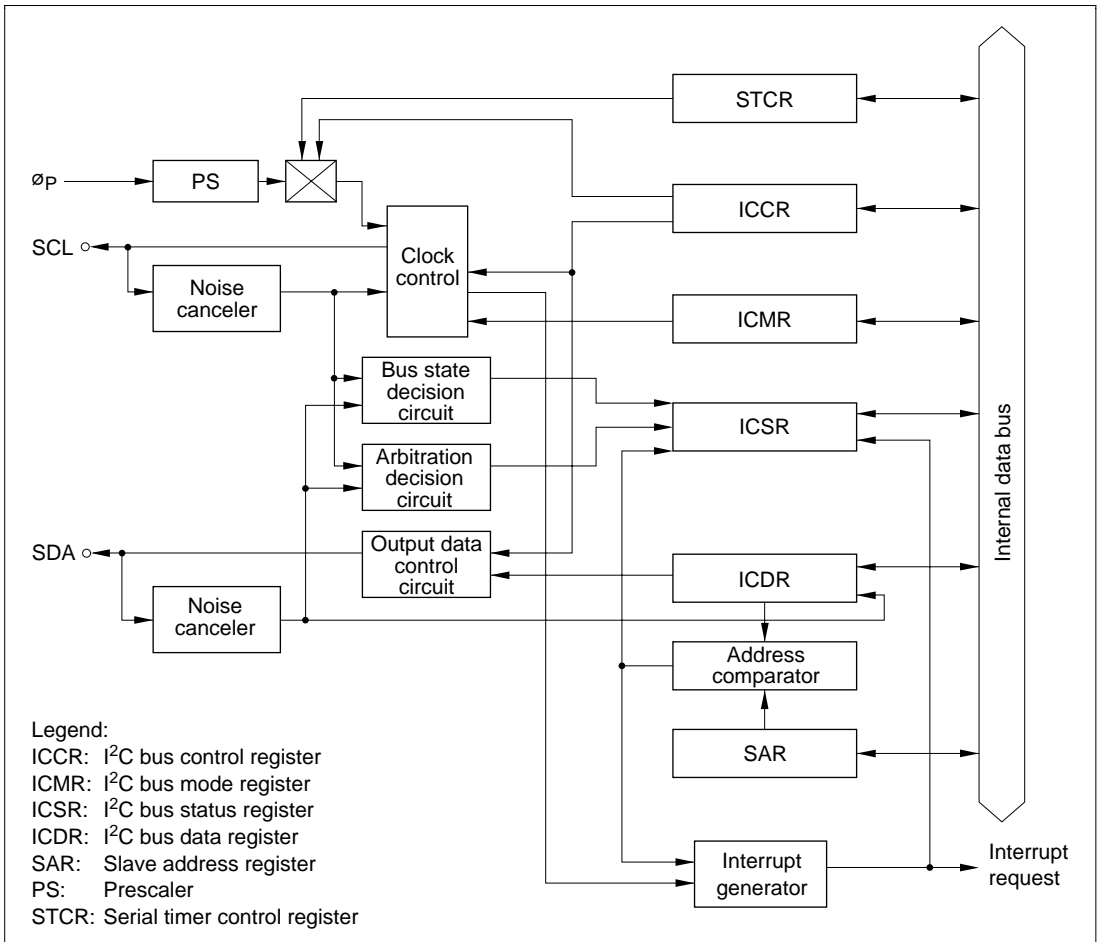 STCR
øP
PS
ICCR
SCL
Clock
control
Noise
canceler
ICMR
Bus state
decision
circuit
ICSR
Arbitration
decision
circuit
Internal data bus
SDA
Output data
control
circuit
ICDR
Noise
canceler
Address
comparator
SAR
Legend:
ICCR: I²C bus control register
ICMR: I²C bus mode register
ICSR: I²C bus status register
ICDR: I²C bus data register
SAR: Slave address register
PS: Prescaler
STCR: Serial timer control register
Interrupt
generator
Interrupt
request